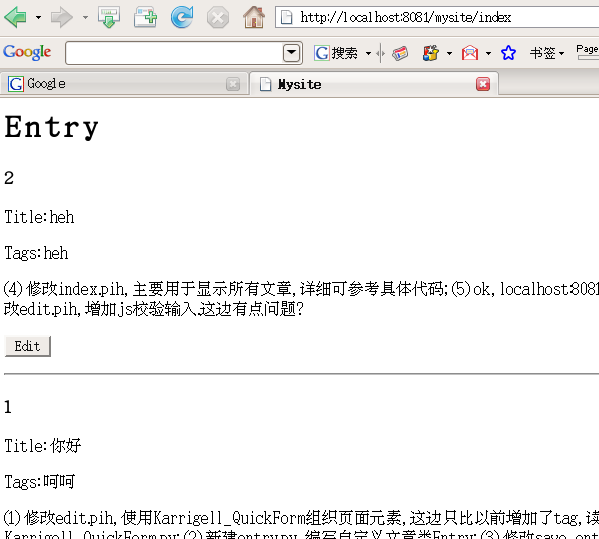 http://localhost:8081/mysite/index
Google 搜索 书签 Page
Google Mysite
Entry
2
Title:heh
Tags:heh
(4)修改index.pih,主要用于显示所有文章,详细可参考具体代码;(5)ok,localhost:8081
改edit.pih,增加js校验输入.这边有点问题?
Edit
1
Title:你好
Tags:呵呵
(1)修改edit.pih,使用Karrigell_QuickForm组织页面元素,这边只比以前增加了tag,读
Karrigell_QuickForm.py;(2)新建entry.py,编写自定义文章类Entry;(3)修改save_ent